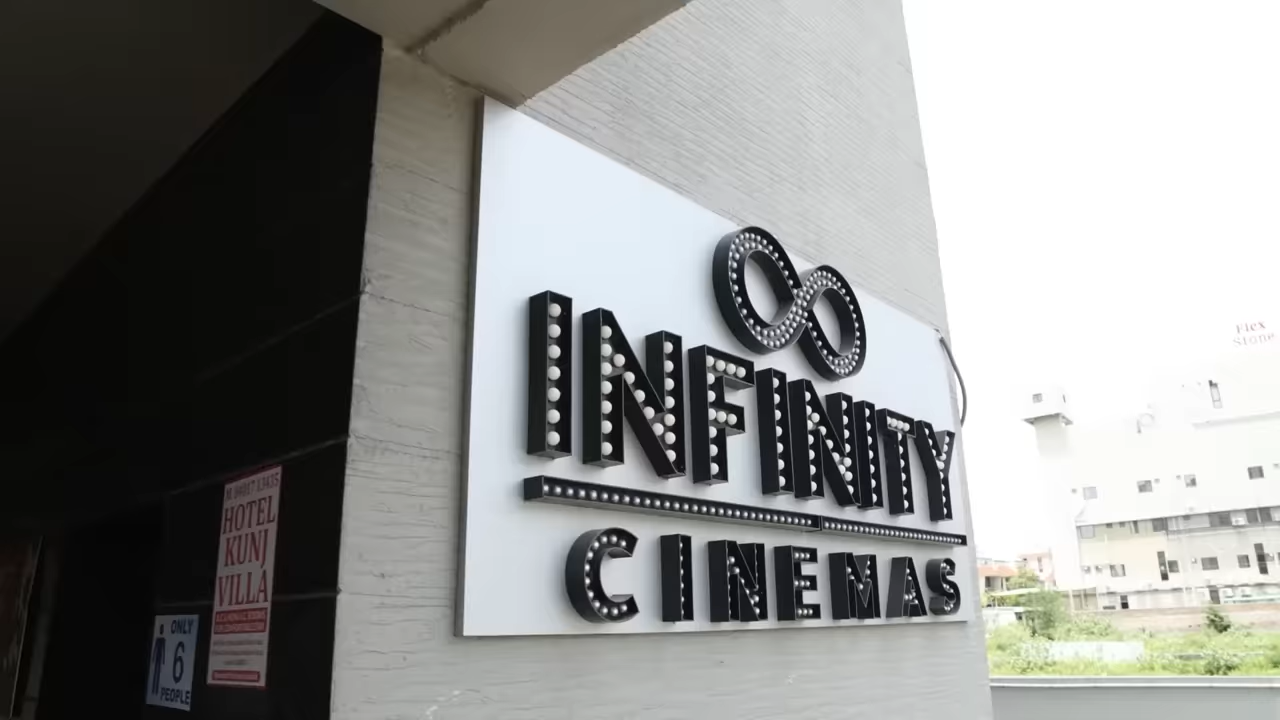 INFINITY
CINEMAS
HOTEL
KUNJ
VILLA
ONLY
6
PEOPLE
Flex
Stone